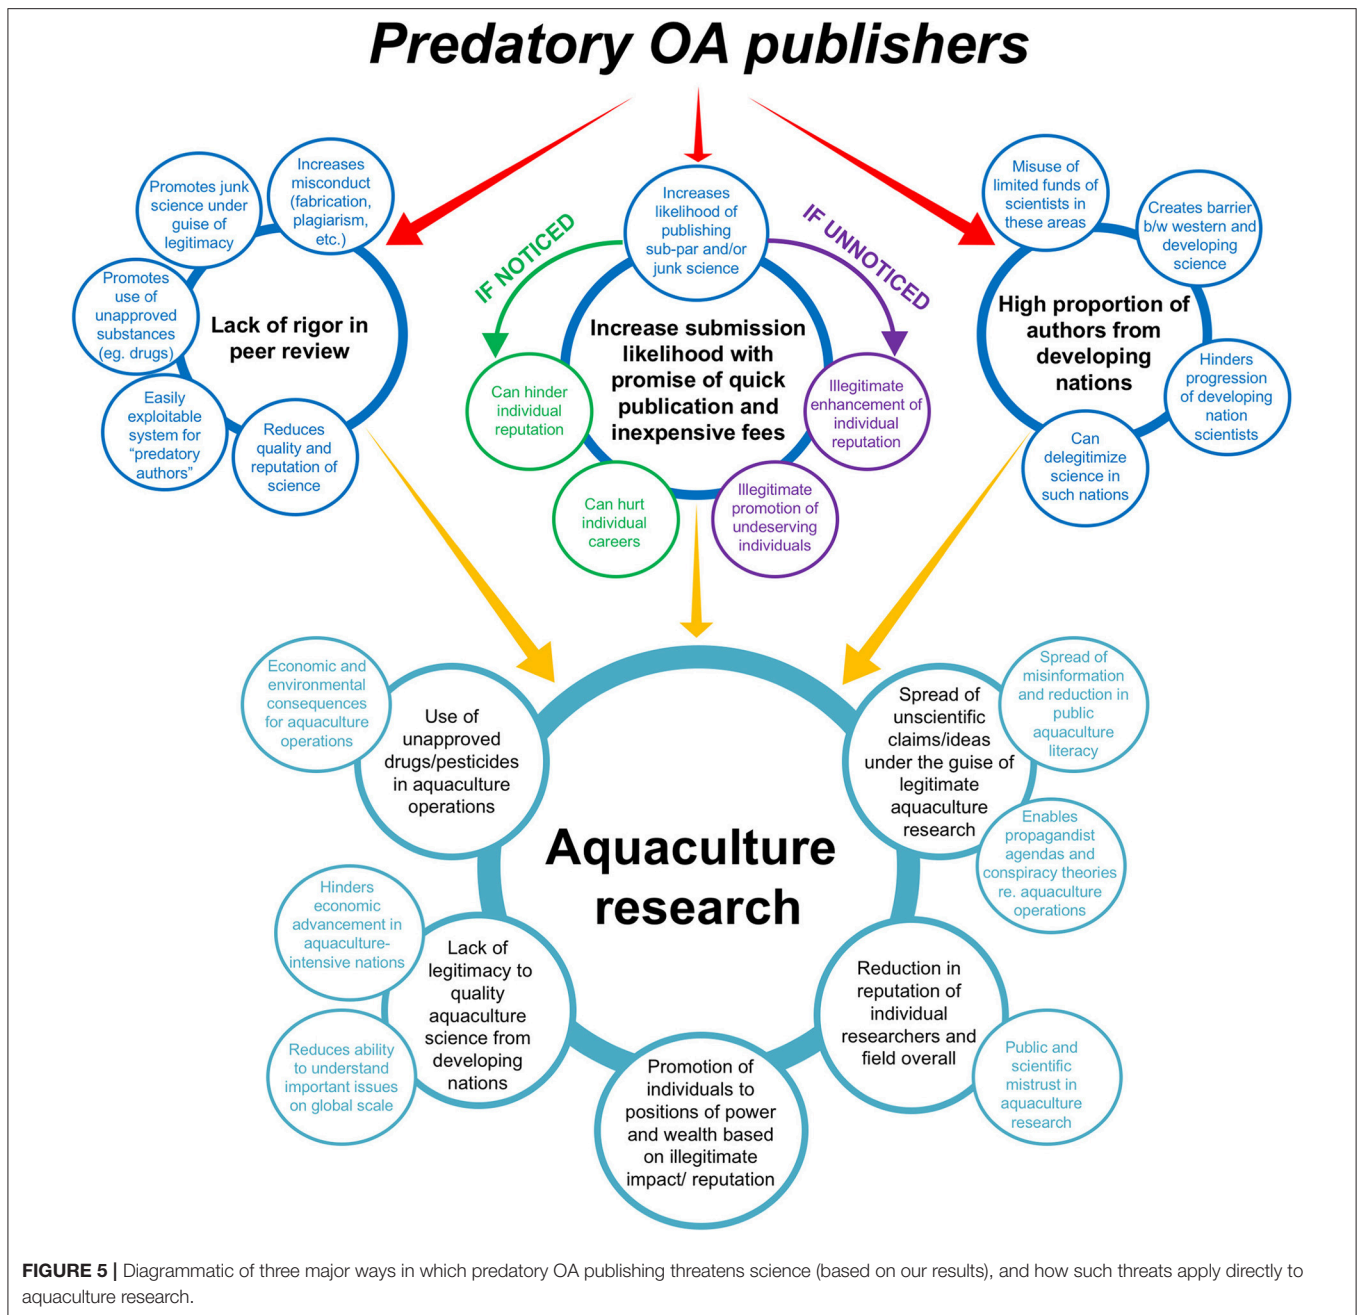 Predatory OA publishers
Increases
misconduct
(fabrication,
plagiarism,
etc.)
Promotes junk
science under
guise of
legitimacy
Promotes
use of
unapproved
substances
(eg. drugs)
Easily
exploitable
system for
“predatory
authors”
Reduces
quality and
reputation of
science
Lack of rigor in
peer review
Increases
likelihood of
publishing
sub-par and/or
junk science
IF NOTICED
IF UNNOTICED
Increase submission
likelihood with
promise of quick
publication and
inexpensive fees
Can hinder
individual
reputation
Can hurt
individual
careers
Illegitimate
enhancement of
individual
reputation
Illegitimate
promotion of
undeserving
individuals
Misuse of
limited funds of
scientists in
these areas
Creates barrier
b/w western and
developing
science
High proportion of
authors from
developing
nations
Hinders
progression
of developing
nation
scientists
Can
delegitimize
science in
such nations
Economic and
environmental
consequences
for aquaculture
operations
Use of
unapproved
drugs/pesticides
in aquaculture
operations
Spread of
unscientific
claims/ideas
under the guise of
legitimate
aquaculture
research
Spread of
misinformation
and reduction in
public
aquaculture
literacy
Enables
propagandist
agendas and
conspiracy theories
re. aquaculture
operations
Aquaculture
research
Hinders
economic
advancement in
aquaculture-
intensive nations
Lack of
legitimacy to
quality
aquaculture
science from
developing
nations
Reduces ability
to understand
important issues
on global scale
Promotion of
individuals to
positions of power
and wealth based
on illegitimate
impact/ reputation
Reduction in
reputation of
individual
researchers and
field overall
Public and
scientific
mistrust in
aquaculture
research
FIGURE 5 | Diagrammatic of three major ways in which predatory OA publishing threatens science (based on our results), and how such threats apply directly to
aquaculture research.